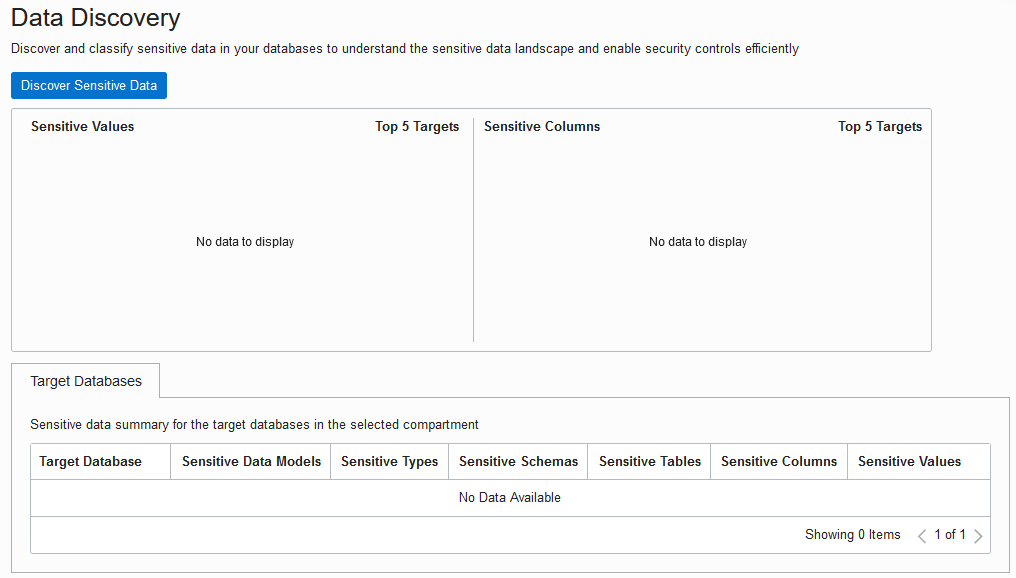 Data Discovery
Discover and classify sensitive data in your databases to understand the sensitive data landscape and enable security controls efficiently
Discover Sensitive Data
Sensitive Values Top 5 Targets Sensitive Columns Top 5 Targets
No data to display No data to display
Target Databases
Sensitive data summary for the target databases in the selected compartment
Target Database Sensitive Data Models Sensitive Types Sensitive Schemas Sensitive Tables Sensitive Columns Sensitive Values
No Data Available
Showing 0 Items 1 of 1